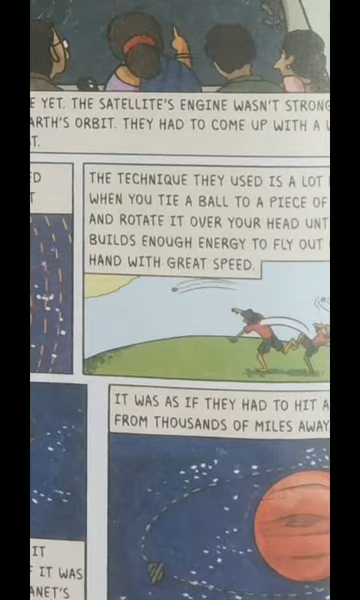 E YET. THE SATELLITE'S ENGINE WASN'T STRONG
ARTH'S ORBIT. THEY HAD TO COME UP WITH A
T.
ED
T
THE TECHNIQUE THEY USED IS A LOT
WHEN YOU TIE A BALL TO A PIECE OF
AND ROTATE IT OVER YOUR HEAD UNT
BUILDS ENOUGH ENERGY TO FLY OUT
HAND WITH GREAT SPEED.
IT WAS AS IF THEY HAD TO HIT A
FROM THOUSANDS OF MILES AWAY
IT
IT WAS
ANET'S